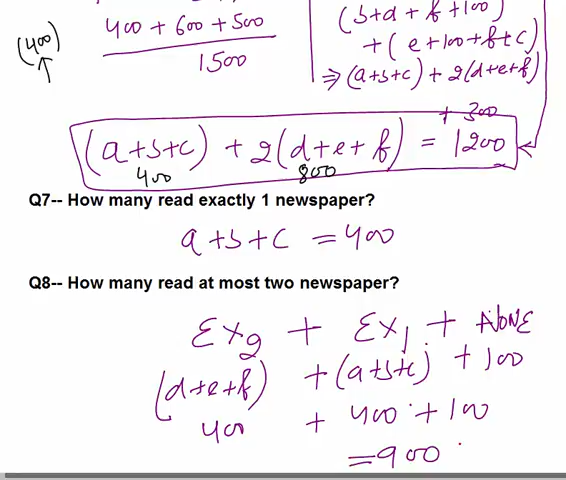 400 + 600 + 500
1500
(400)
(b+d+f+100)
+ (e+100+f+c)
⇒ (a+b+c) + 2(d+e+f)
+ 300
(a+b+c) + 2(d+e+f) = 1200
400 800
Q7-- How many read exactly 1 newspaper?
a+b+c = 400
Q8-- How many read at most two newspaper?
Ex2 + Ex1 + NONE
(d+e+f) + (a+b+c) + 100
400 + 400 + 100
=900